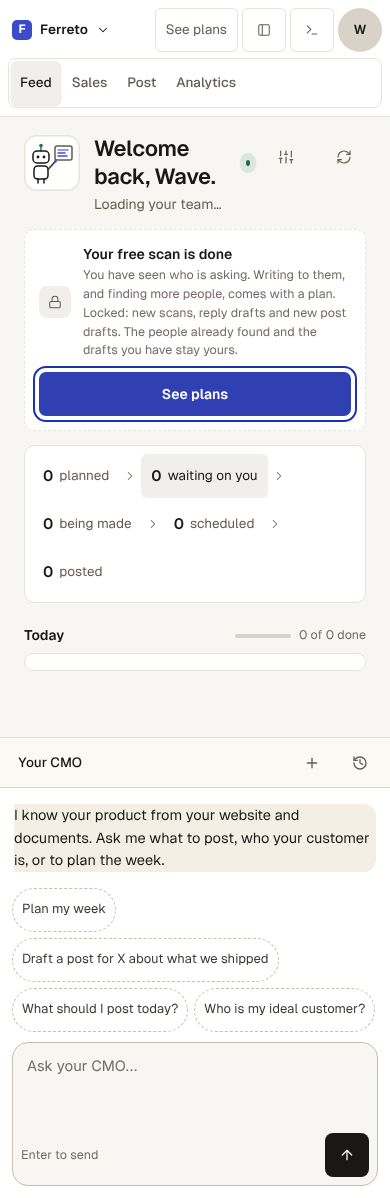 F Ferreto
See plans
W
Feed Sales Post Analytics
Welcome
back, Wave.
Loading your team…
Your free scan is done
You have seen who is asking. Writing to them,
and finding more people, comes with a plan.
Locked: new scans, reply drafts and new post
drafts. The people already found and the
drafts you have stay yours.
See plans
0 planned 0 waiting on you
0 being made 0 scheduled
0 posted
Today 0 of 0 done
Your CMO
I know your product from your website and
documents. Ask me what to post, who your customer
is, or to plan the week.
Plan my week
Draft a post for X about what we shipped
What should I post today? Who is my ideal customer?
Ask your CMO...
Enter to send